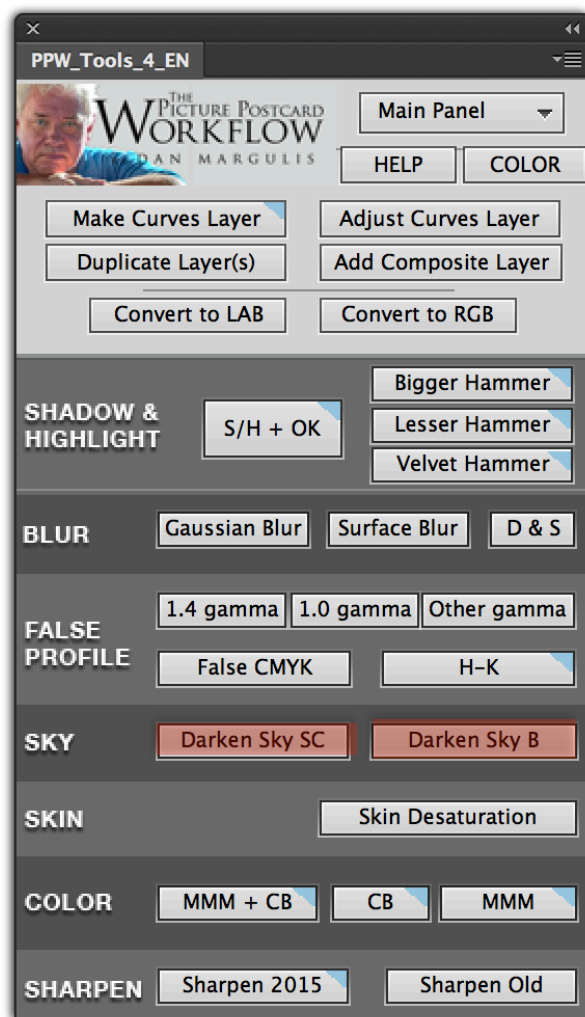 PPW_Tools_4_EN
THE
PICTURE POSTCARD
WORKFLOW
DAN MARGULIS
Main Panel
HELP COLOR
Make Curves Layer Adjust Curves Layer
Duplicate Layer(s) Add Composite Layer
Convert to LAB Convert to RGB
SHADOW &
HIGHLIGHT
S/H + OK
Bigger Hammer
Lesser Hammer
Velvet Hammer
BLUR Gaussian Blur Surface Blur D & S
FALSE
PROFILE
1.4 gamma 1.0 gamma Other gamma
False CMYK H-K
SKY Darken Sky SC Darken Sky B
SKIN Skin Desaturation
COLOR MMM + CB CB MMM
SHARPEN Sharpen 2015 Sharpen Old